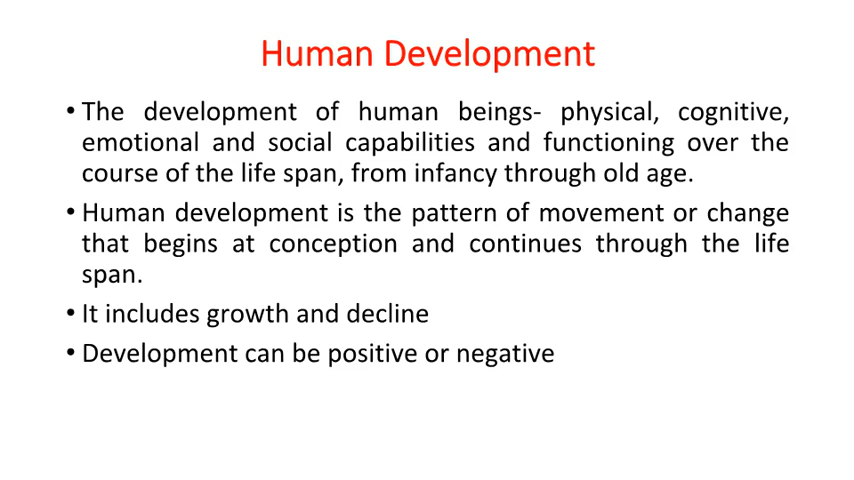 Human Development
• The development of human beings- physical, cognitive,
emotional and social capabilities and functioning over the
course of the life span, from infancy through old age.
• Human development is the pattern of movement or change
that begins at conception and continues through the life
span.
• It includes growth and decline
• Development can be positive or negative